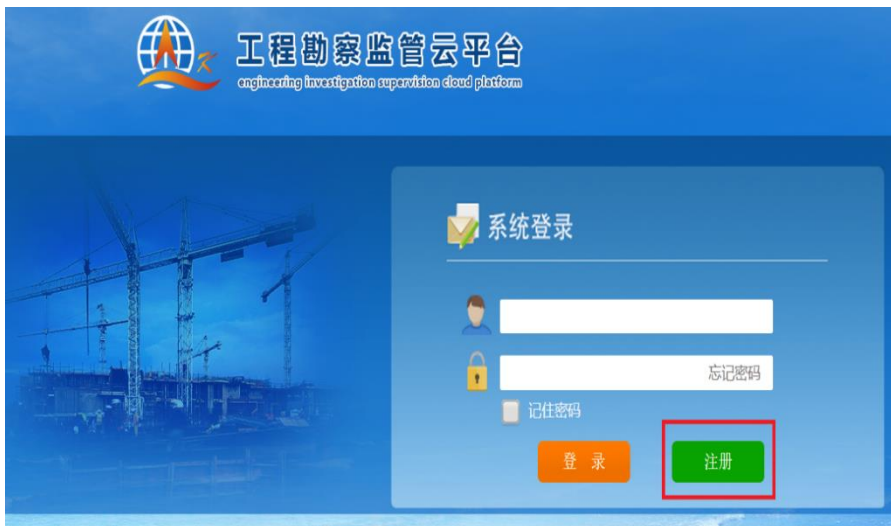 工程勘察监管云平台
engineering investigation supervision cloud platform
系统登录
忘记密码
记住密码
登 录
注册